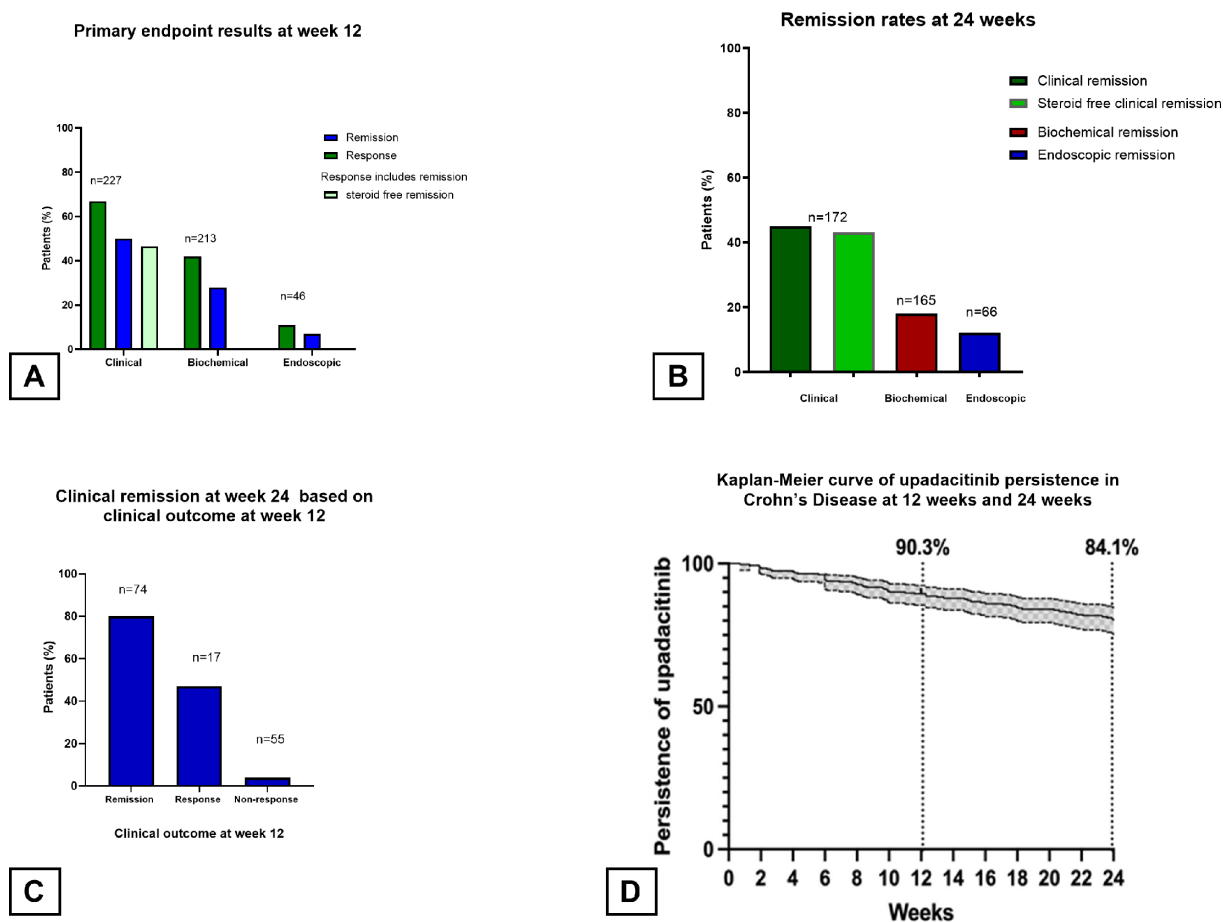 Primary endpoint results at week 12
100
80
60
40
20
0
Patients (%)
n=227
n=213
n=46
Remission
Response
Response includes remission
steroid free remission
Clinical
Biochemical
Endoscopic
A
Remission rates at 24 weeks
100
80
60
40
20
0
Patients (%)
n=172
n=165
n=66
Clinical remission
Steroid free clinical remission
Biochemical remission
Endoscopic remission
Clinical
Biochemical
Endoscopic
B
Clinical remission at week 24 based on
clinical outcome at week 12
100
80
60
40
20
0
Patients (%)
n=74
n=17
n=55
Remission
Response
Non-response
Clinical outcome at week 12
C
Kaplan-Meier curve of upadacitinib persistence in
Crohn's Disease at 12 weeks and 24 weeks
90.3%
84.1%
100
50
0
Persistence of upadacitinib
0 2 4 6 8 10 12 14 16 18 20 22 24
Weeks
D